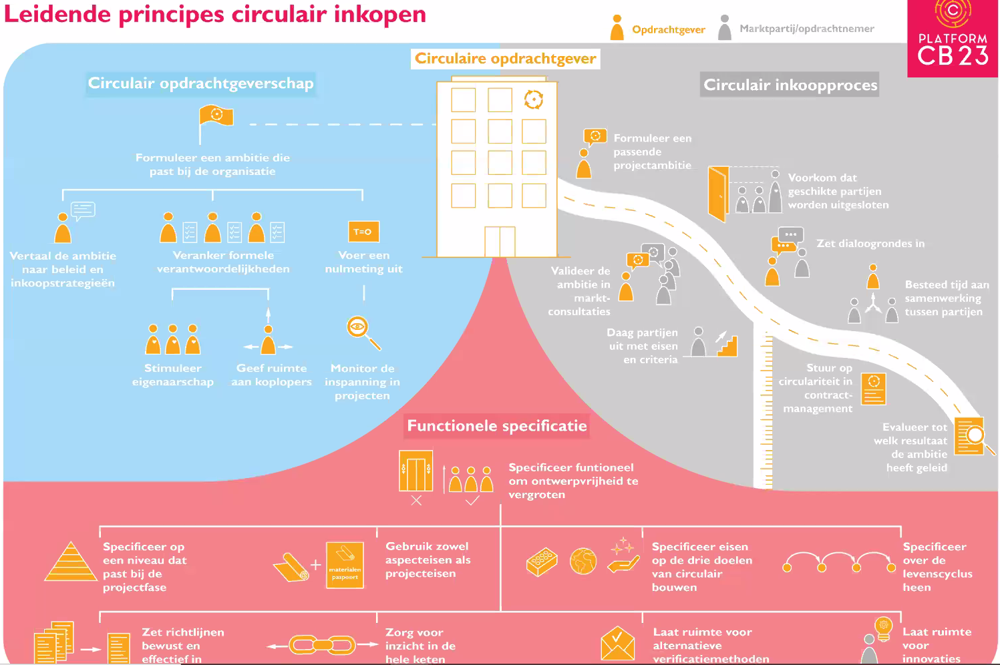 Leidende principes circulair inkopen
Opdrachtgever
Marktpartij/opdrachtnemer
PLATFORM
CB 23
Circulaire opdrachtgever
Circulair opdrachtgeverschap
Formuleer een ambitie die
past bij de organisatie
Vertaal de ambitie
naar beleid en
inkoopstrategieën
Veranker formele
verantwoordelijkheden
T=0
Voer een
nulmeting uit
Stimuleer
eigenaarschap
Geef ruimte
aan koplopers
Monitor de
inspanning in
projecten
Circulair inkoopproces
Formuleer een
passende
projectambitie
Voorkom dat
geschikte partijen
worden uitgesloten
Zet dialoogrondes in
Valideer de
ambitie in
markt-
consultaties
Besteed tijd aan
samenwerking
tussen partijen
Daag partijen
uit met eisen
en criteria
Stuur op
circulariteit in
contract-
management
Evalueer tot
welk resultaat
de ambitie
heeft geleid
Functionele specificatie
Specificeer funtioneel
om ontwerpvrijheid te
vergroten
Specificeer op
een niveau dat
past bij de
projectfase
materialen
paspoort
Gebruik zowel
aspecteisen als
projecteisen
Specificeer eisen
op de drie doelen
van circulair
bouwen
Specificeer
over de
levenscyclus
heen
Zet richtlijnen
bewust en
effectief in
Zorg voor
inzicht in de
hele keten
Laat ruimte voor
alternatieve
verificatiemethoden
Laat ruimte
voor
innovaties